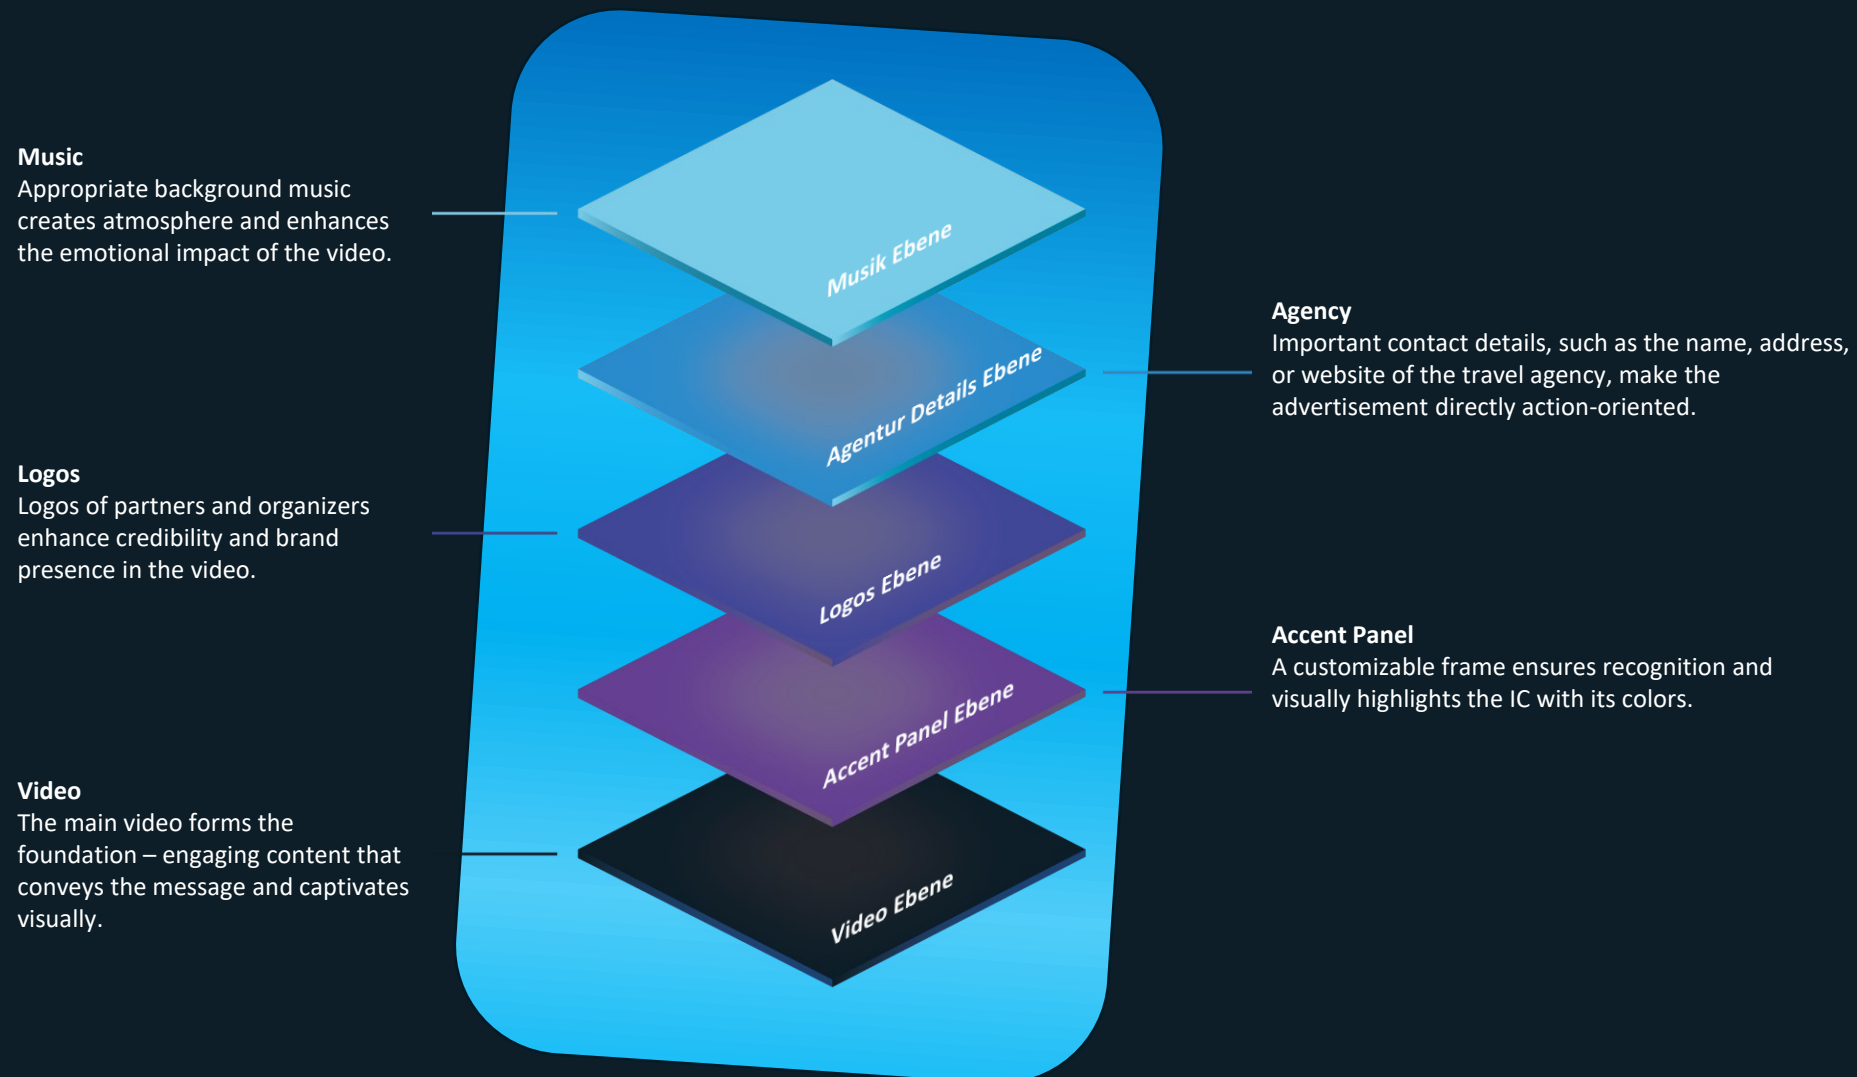 Music
Appropriate background music
creates atmosphere and enhances
the emotional impact of the video.
Musik Ebene
Agency
Important contact details, such as the name, address,
or website of the travel agency, make the
advertisement directly action-oriented.
Agentur Details Ebene
Logos
Logos of partners and organizers
enhance credibility and brand
presence in the video.
Logos Ebene
Accent Panel
A customizable frame ensures recognition and
visually highlights the IC with its colors.
Accent Panel Ebene
Video
The main video forms the
foundation – engaging content that
conveys the message and captivates
visually.
Video Ebene